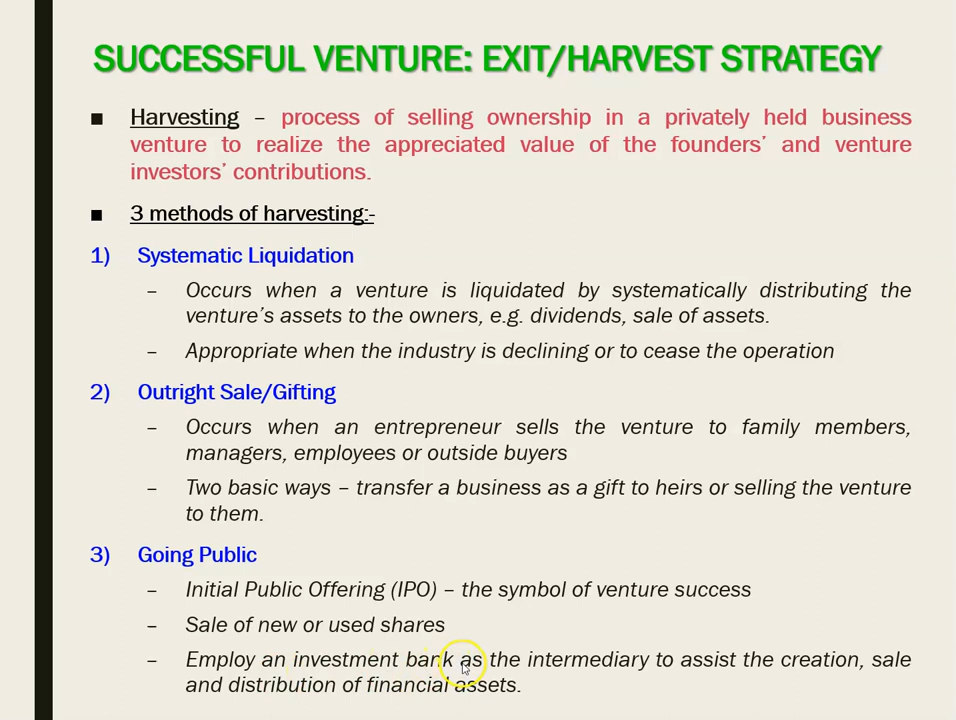 SUCCESSFUL VENTURE: EXIT/HARVEST STRATEGY
■ Harvesting – process of selling ownership in a privately held business
venture to realize the appreciated value of the founders’ and venture
investors’ contributions.
■ 3 methods of harvesting:-
1) Systematic Liquidation
– Occurs when a venture is liquidated by systematically distributing the
venture’s assets to the owners, e.g. dividends, sale of assets.
– Appropriate when the industry is declining or to cease the operation
2) Outright Sale/Gifting
– Occurs when an entrepreneur sells the venture to family members,
managers, employees or outside buyers
– Two basic ways – transfer a business as a gift to heirs or selling the venture
to them.
3) Going Public
– Initial Public Offering (IPO) – the symbol of venture success
– Sale of new or used shares
– Employ an investment bank as the intermediary to assist the creation, sale
and distribution of financial assets.